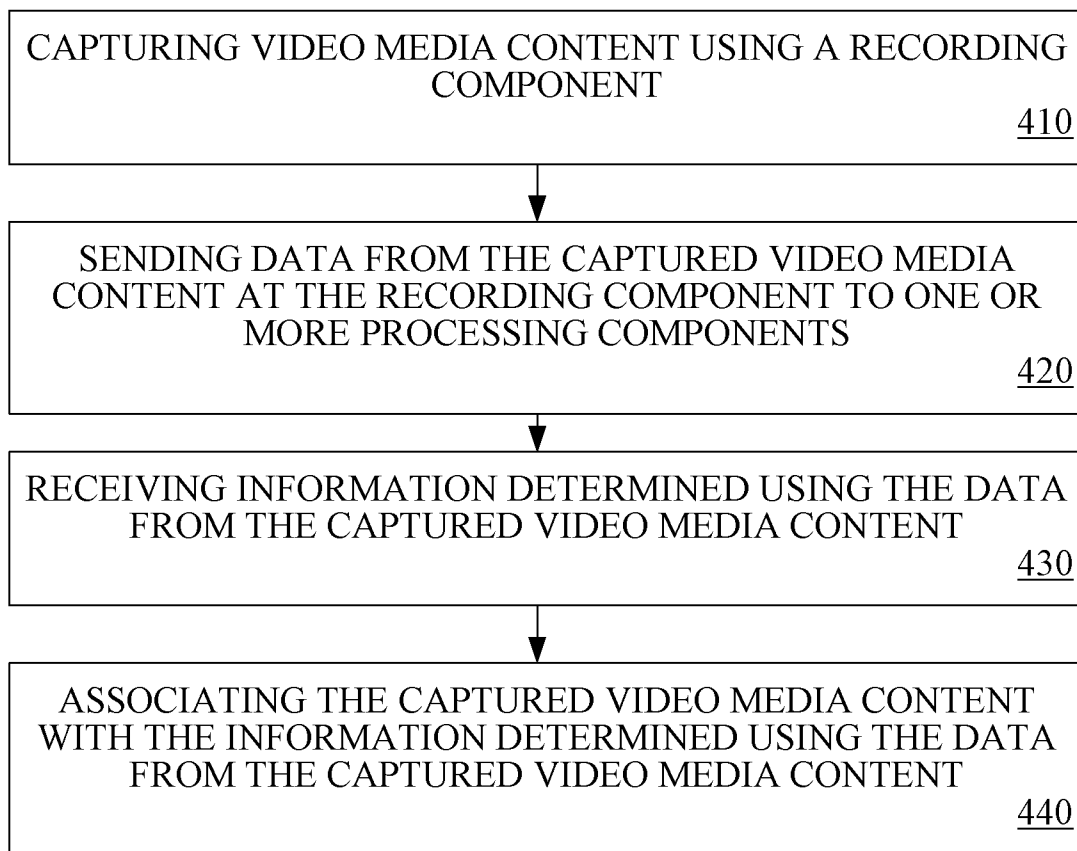 CAPTURING VIDEO MEDIA CONTENT USING A RECORDING
COMPONENT
410
SENDING DATA FROM THE CAPTURED VIDEO MEDIA
CONTENT AT THE RECORDING COMPONENT TO ONE OR
MORE PROCESSING COMPONENTS
420
RECEIVING INFORMATION DETERMINED USING THE DATA
FROM THE CAPTURED VIDEO MEDIA CONTENT
430
ASSOCIATING THE CAPTURED VIDEO MEDIA CONTENT
WITH THE INFORMATION DETERMINED USING THE DATA
FROM THE CAPTURED VIDEO MEDIA CONTENT
440